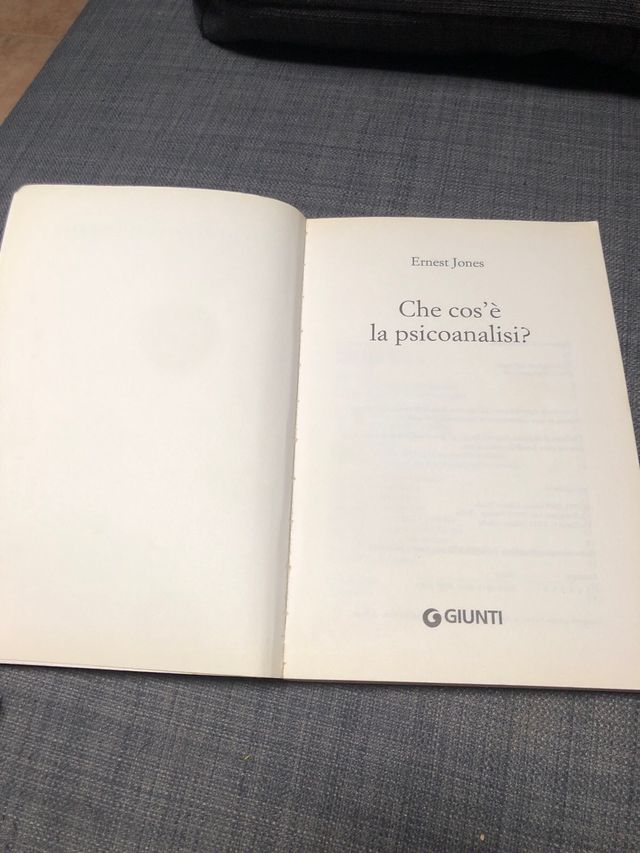 Ernest Jones
Che cos'è
la psicoanalisi?
GIUNTI